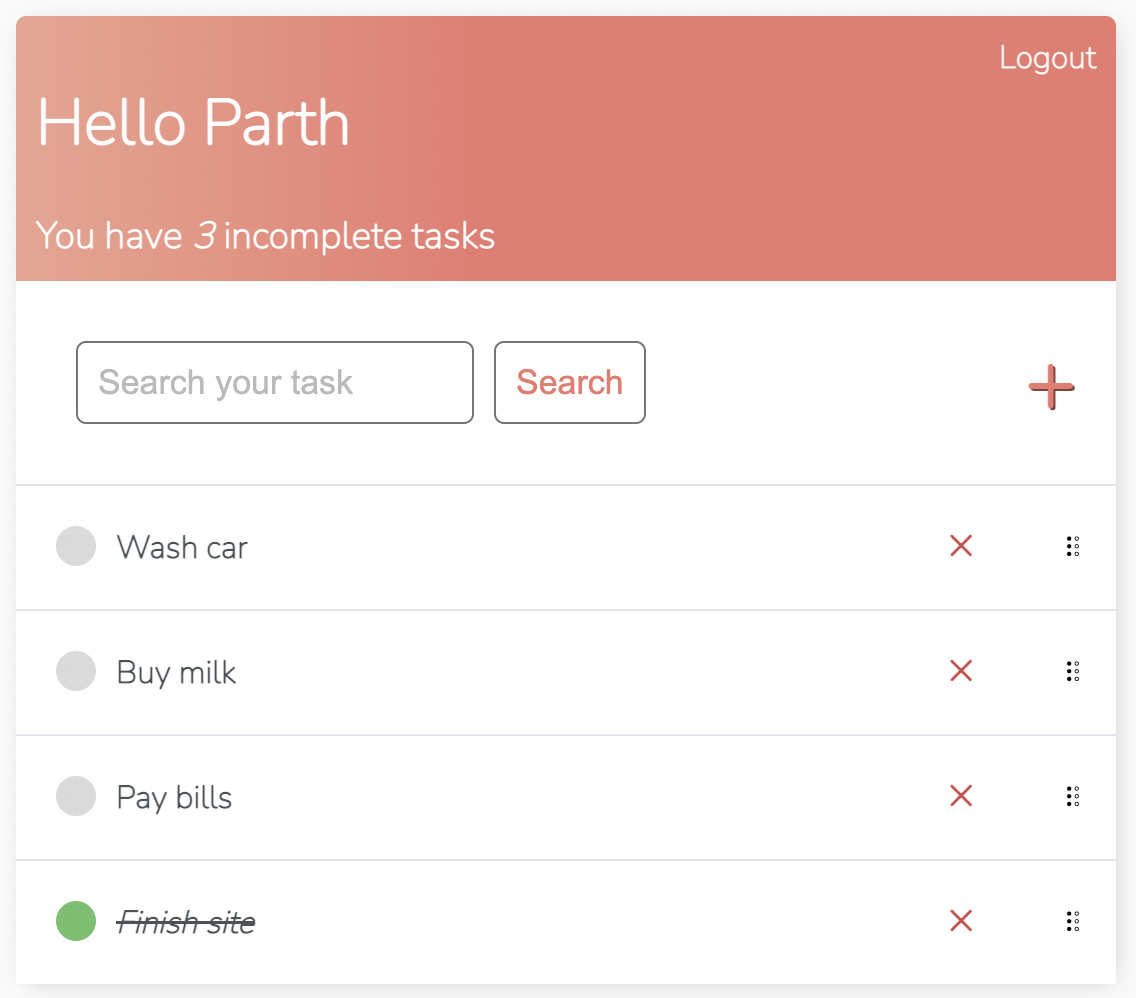 Logout
Hello Parth
You have 3 incomplete tasks
Search your task
Search
Wash car
Buy milk
Pay bills
Finish site